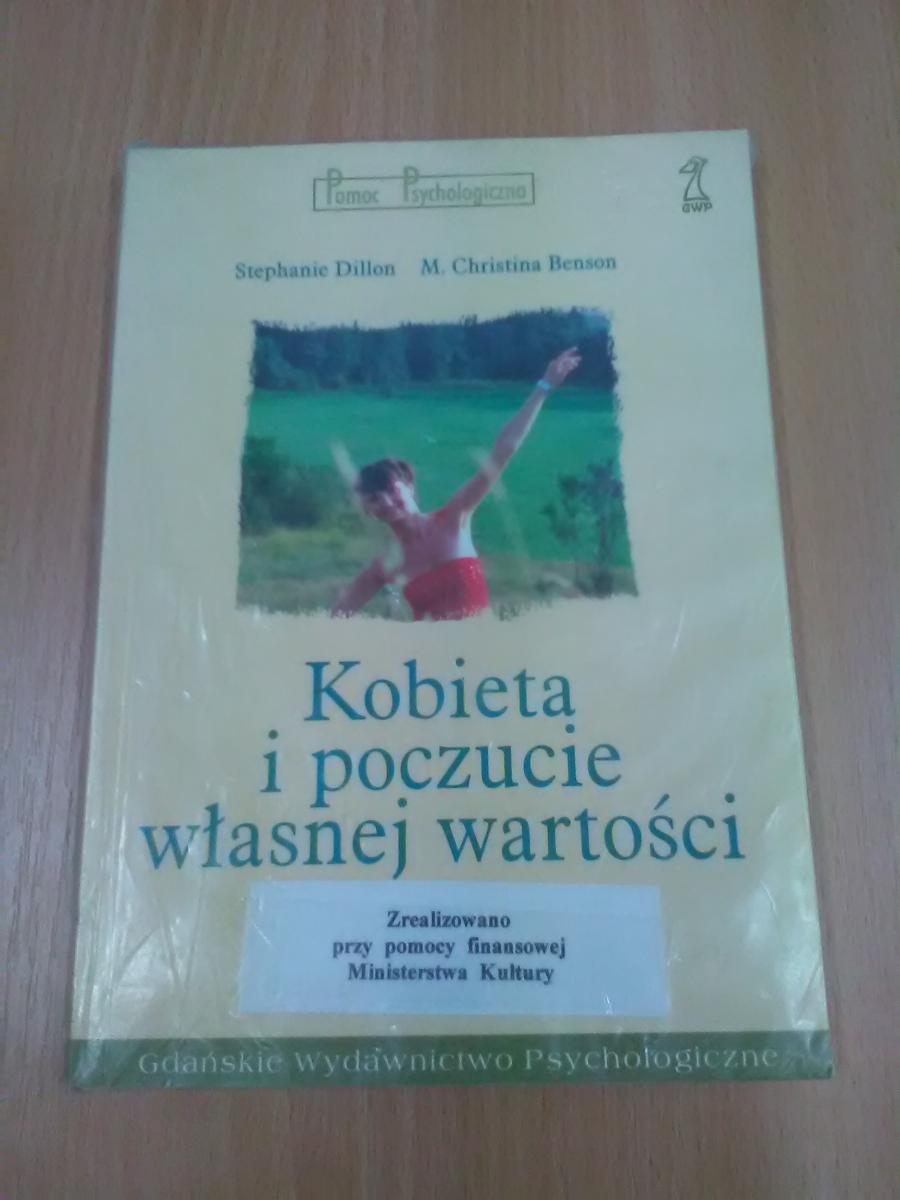 Pomoc Psychologiczna
GWP
Stephanie Dillon M. Christina Benson
Kobieta
i poczucie
własnej wartości
Zrealizowano
przy pomocy finansowej
Ministerstwa Kultury
Gdańskie Wydawnictwo Psychologiczne